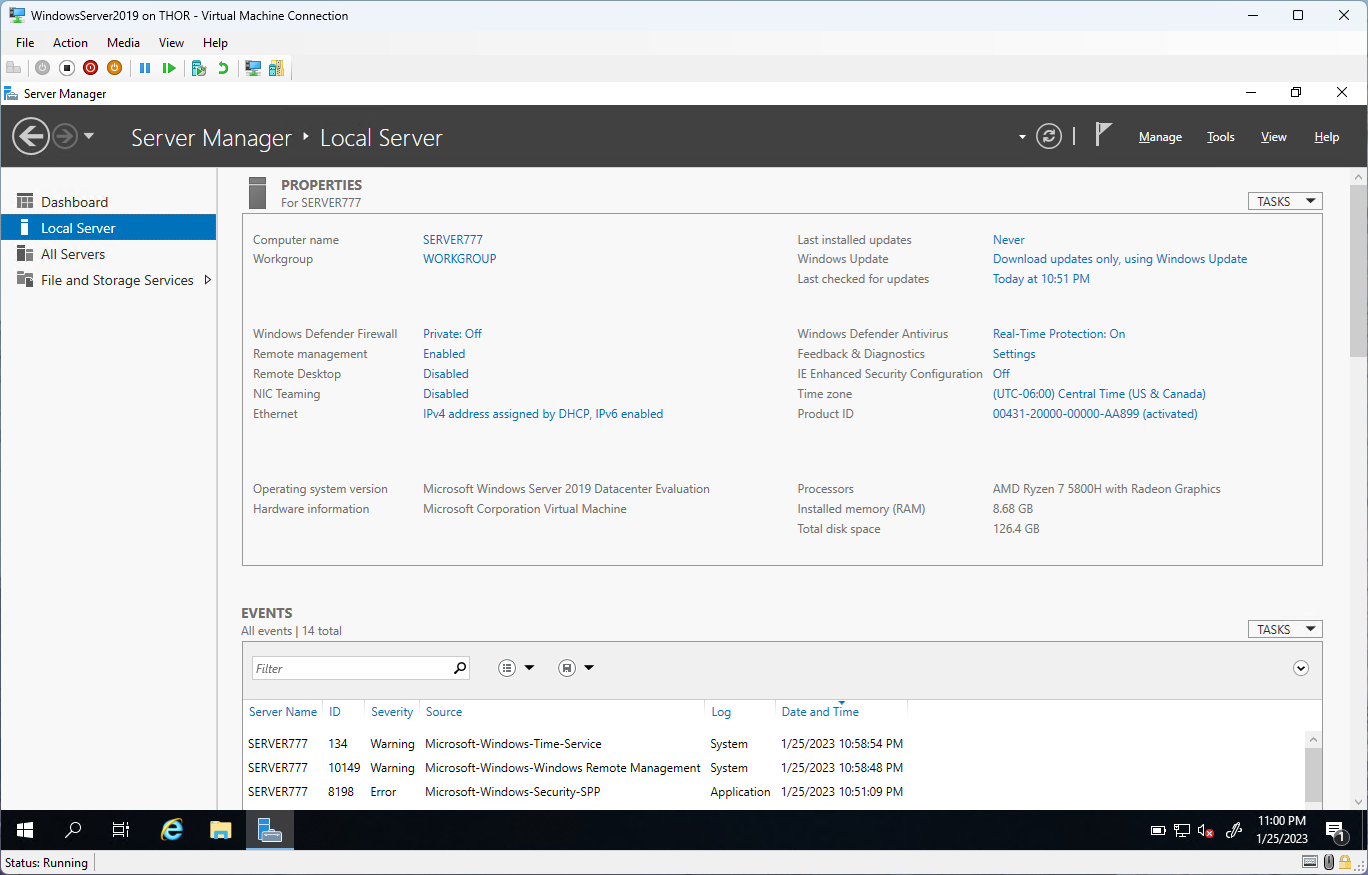 WindowsServer2019 on THOR - Virtual Machine Connection
File Action Media View Help
Server Manager
Server Manager Local Server
Manage Tools View Help
Dashboard
Local Server
All Servers
File and Storage Services
PROPERTIES
For SERVER777
TASKS
Computer name SERVER777
Workgroup WORKGROUP
Last installed updates Never
Windows Update Download updates only, using Windows Update
Last checked for updates Today at 10:51 PM
Windows Defender Firewall Private: Off
Remote management Enabled
Remote Desktop Disabled
NIC Teaming Disabled
Ethernet IPv4 address assigned by DHCP, IPv6 enabled
Windows Defender Antivirus Real-Time Protection: On
Feedback & Diagnostics Settings
IE Enhanced Security Configuration Off
Time zone (UTC-06:00) Central Time (US & Canada)
Product ID 00431-20000-00000-AA899 (activated)
Operating system version Microsoft Windows Server 2019 Datacenter Evaluation
Hardware information Microsoft Corporation Virtual Machine
Processors AMD Ryzen 7 5800H with Radeon Graphics
Installed memory (RAM) 8.68 GB
Total disk space 126.4 GB
EVENTS
All events | 14 total
TASKS
Filter
Server Name ID Severity Source Log Date and Time
SERVER777 134 Warning Microsoft-Windows-Time-Service System 1/25/2023 10:58:54 PM
SERVER777 10149 Warning Microsoft-Windows-Windows Remote Management System 1/25/2023 10:58:48 PM
SERVER777 8198 Error Microsoft-Windows-Security-SPP Application 1/25/2023 10:51:09 PM
11:00 PM
1/25/2023
1
Status: Running